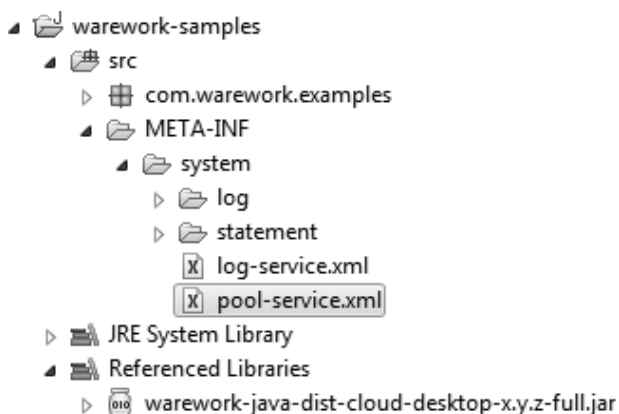 warework-samples
src
com.warework.examples
META-INF
system
log
statement
log-service.xml
pool-service.xml
JRE System Library
Referenced Libraries
warework-java-dist-cloud-desktop-x.y.z-full.jar